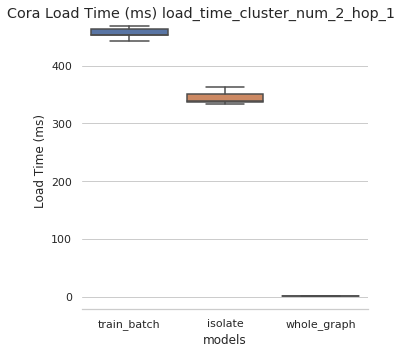 Cora Load Time (ms) load_time_cluster_num_2_hop_1
400
300
200
100
0
Load Time (ms)
train_batch isolate whole_graph
models